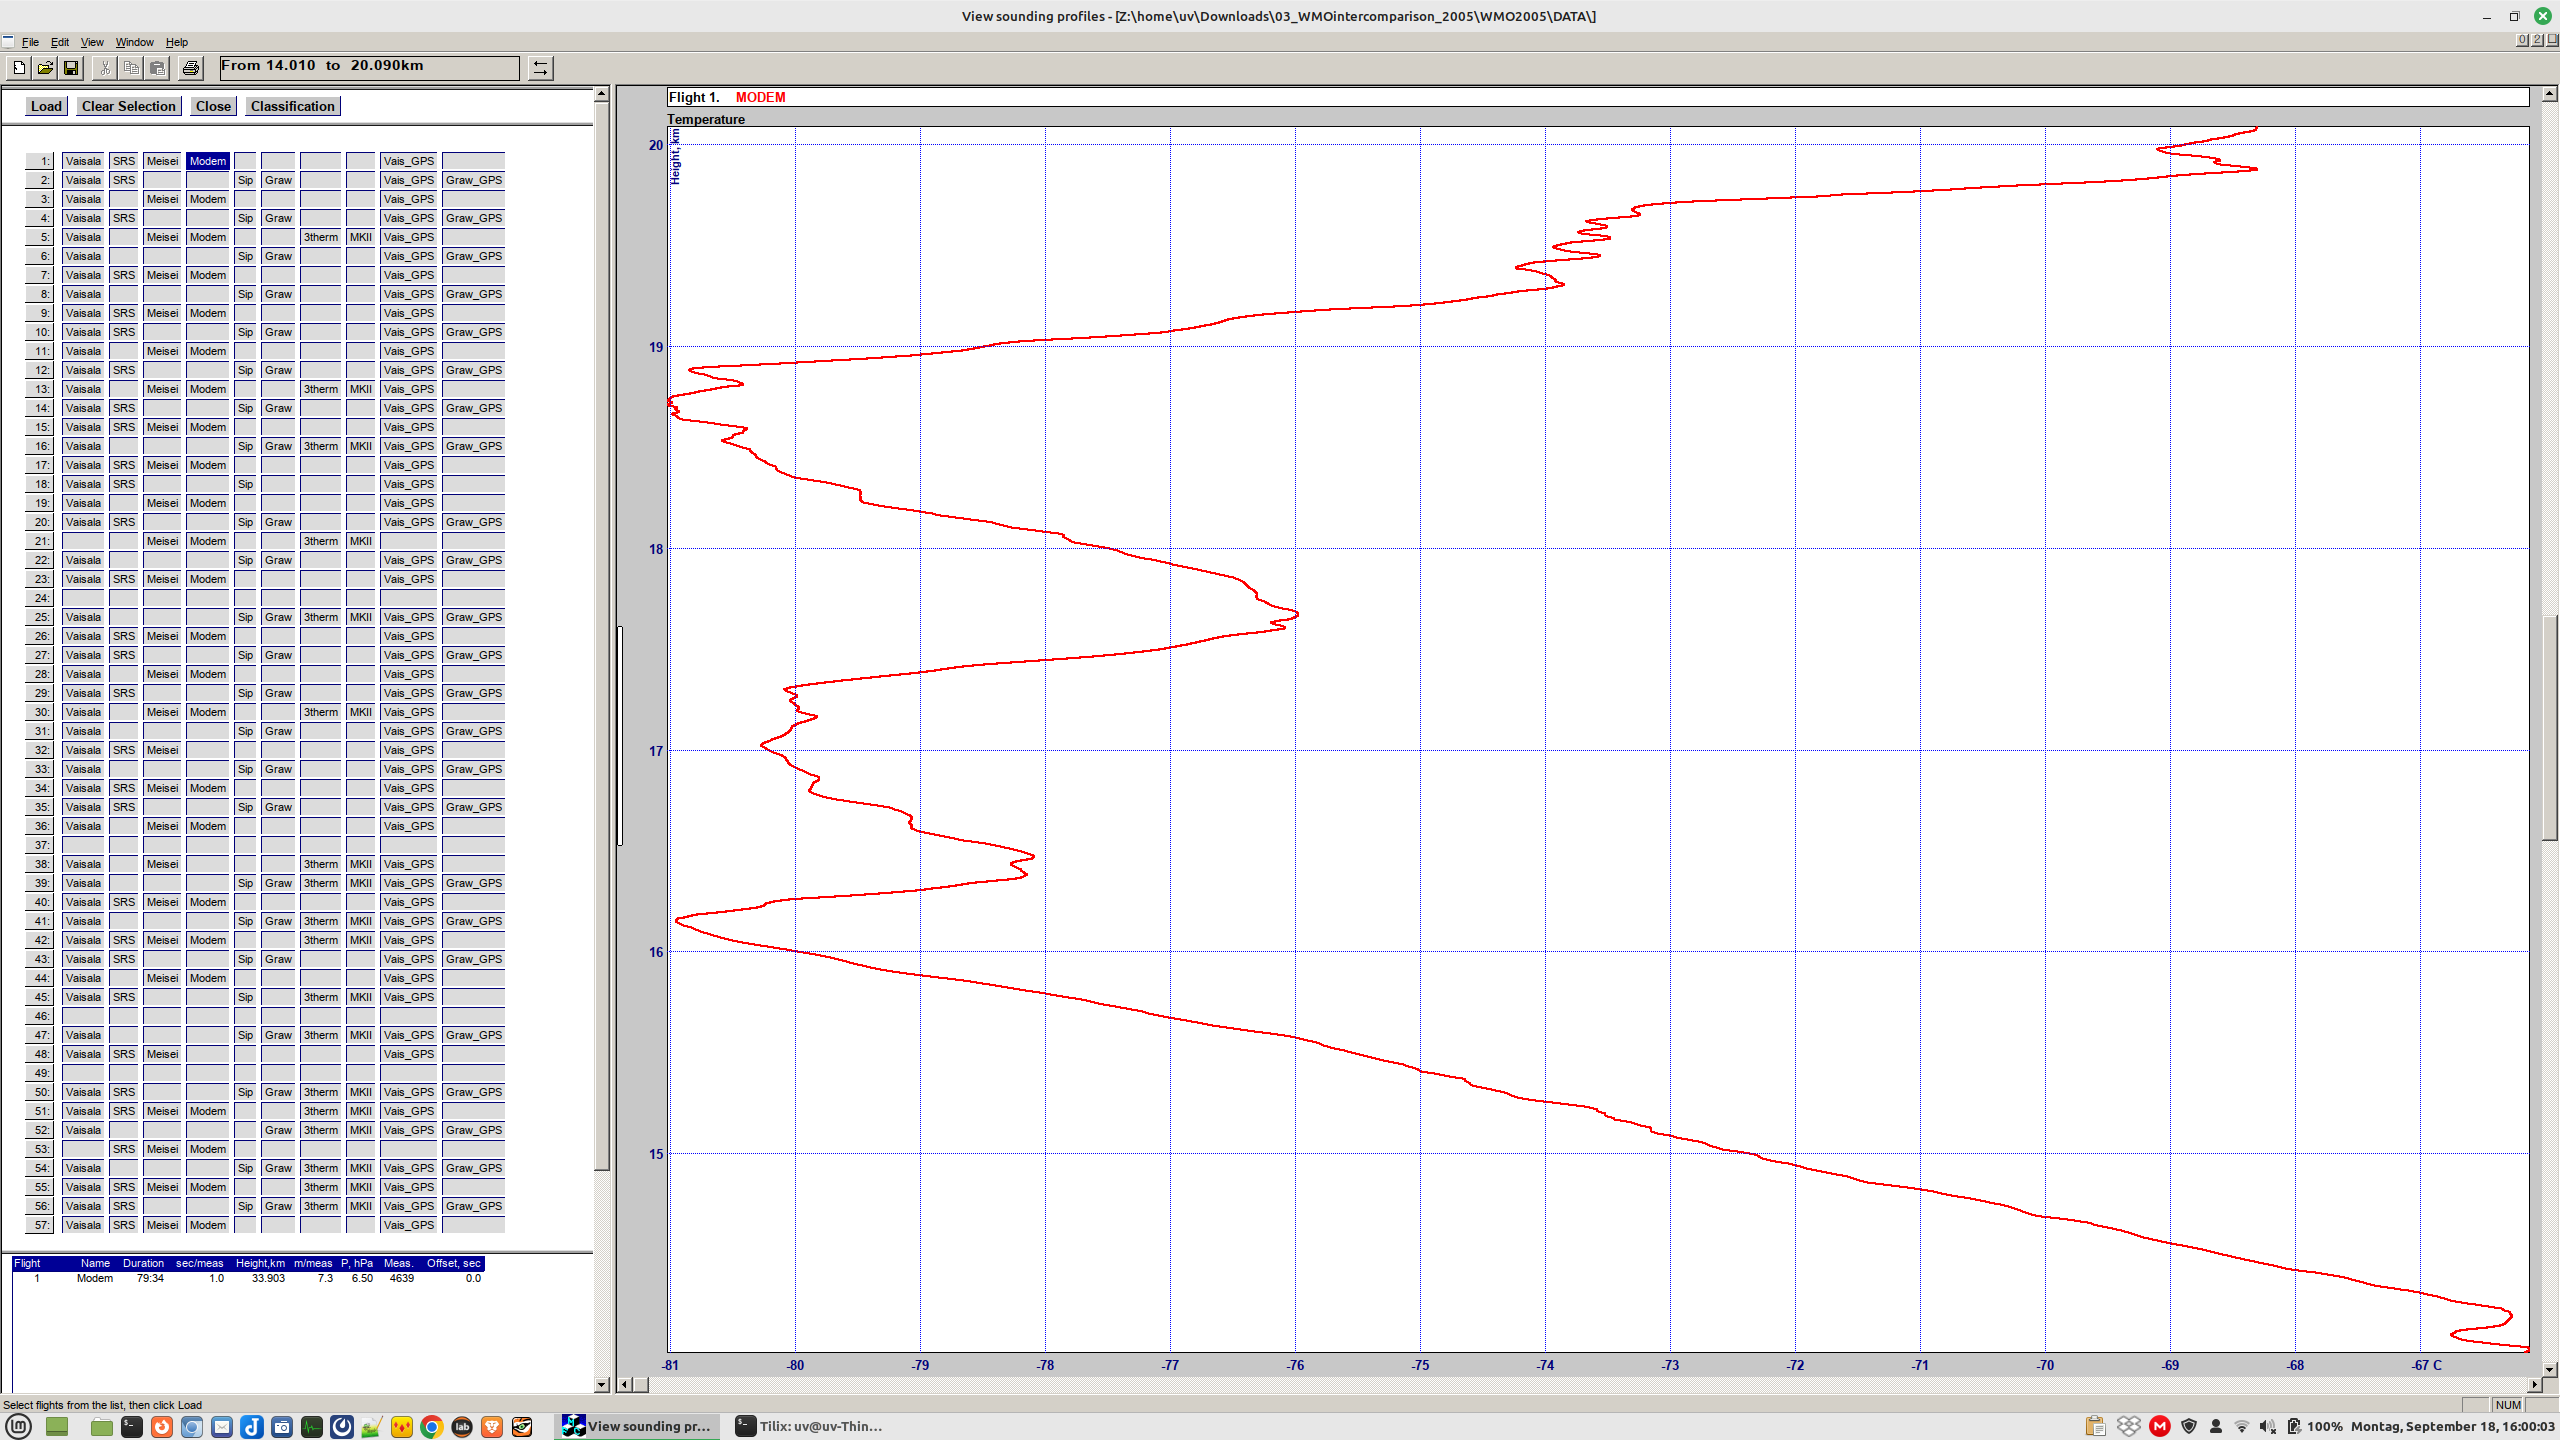 View sounding profiles - [Z:\home\uv\Downloads\03_WMOintercomparison_2005\WMO2005\DATA\]
File Edit View Window Help
From 14.010 to 20.090km
Load Clear Selection Close Classification
1: Vaisala SRS Meisei Modem Vais_GPS
2: Vaisala SRS Sip Graw Vais_GPS Graw_GPS
3: Vaisala Meisei Modem Vais_GPS
4: Vaisala SRS Sip Graw Vais_GPS Graw_GPS
5: Vaisala Meisei Modem 3therm MKII Vais_GPS
6: Vaisala Sip Graw Vais_GPS Graw_GPS
7: Vaisala SRS Meisei Modem Vais_GPS
8: Vaisala Sip Graw Vais_GPS Graw_GPS
9: Vaisala SRS Meisei Modem Vais_GPS
10: Vaisala SRS Sip Graw Vais_GPS Graw_GPS
11: Vaisala Meisei Modem Vais_GPS
12: Vaisala SRS Sip Graw Vais_GPS Graw_GPS
13: Vaisala Meisei Modem 3therm MKII Vais_GPS
14: Vaisala SRS Sip Graw Vais_GPS Graw_GPS
15: Vaisala SRS Meisei Modem Vais_GPS
16: Vaisala Sip Graw 3therm MKII Vais_GPS Graw_GPS
17: Vaisala SRS Meisei Modem Vais_GPS
18: Vaisala SRS Sip Vais_GPS
19: Vaisala Meisei Modem Vais_GPS
20: Vaisala SRS Sip Graw Vais_GPS Graw_GPS
21: Meisei Modem 3therm MKII
22: Vaisala Sip Graw Vais_GPS Graw_GPS
23: Vaisala SRS Meisei Modem Vais_GPS
24:
25: Vaisala Sip Graw 3therm MKII Vais_GPS Graw_GPS
26: Vaisala SRS Meisei Modem Vais_GPS
27: Vaisala SRS Sip Graw Vais_GPS Graw_GPS
28: Vaisala Meisei Modem Vais_GPS
29: Vaisala SRS Sip Graw Vais_GPS Graw_GPS
30: Vaisala Meisei Modem 3therm MKII Vais_GPS
31: Vaisala Sip Graw Vais_GPS Graw_GPS
32: Vaisala SRS Meisei Vais_GPS
33: Vaisala Sip Graw Vais_GPS Graw_GPS
34: Vaisala SRS Meisei Modem Vais_GPS
35: Vaisala SRS Sip Graw Vais_GPS Graw_GPS
36: Vaisala Meisei Modem Vais_GPS
37:
38: Vaisala Meisei 3therm MKII Vais_GPS
39: Vaisala Sip Graw 3therm MKII Vais_GPS Graw_GPS
40: Vaisala SRS Meisei Modem Vais_GPS
41: Vaisala Sip Graw 3therm MKII Vais_GPS Graw_GPS
42: Vaisala SRS Meisei Modem 3therm MKII Vais_GPS
43: Vaisala SRS Sip Graw Vais_GPS Graw_GPS
44: Vaisala Meisei Modem Vais_GPS
45: Vaisala SRS Sip 3therm MKII Vais_GPS
46:
47: Vaisala Sip Graw 3therm MKII Vais_GPS Graw_GPS
48: Vaisala SRS Meisei Vais_GPS
49:
50: Vaisala SRS Sip Graw 3therm MKII Vais_GPS Graw_GPS
51: Vaisala SRS Meisei Modem 3therm MKII Vais_GPS
52: Vaisala Graw 3therm MKII Vais_GPS Graw_GPS
53: SRS Meisei Modem
54: Vaisala Sip Graw 3therm MKII Vais_GPS Graw_GPS
55: Vaisala SRS Meisei Modem 3therm MKII Vais_GPS
56: Vaisala SRS Sip Graw 3therm MKII Vais_GPS Graw_GPS
57: Vaisala SRS Meisei Modem Vais_GPS
Flight Name Duration sec/meas Height,km m/meas P, hPa Meas. Offset, sec
1 Modem 79:34 1.0 33.903 7.3 6.50 4639 0.0
Flight 1. MODEM
Temperature
Height, km
20
19
18
17
16
15
-81 -80 -79 -78 -77 -76 -75 -74 -73 -72 -71 -70 -69 -68 -67 C
Select flights from the list, then click Load
NUM
View sounding pr...
Tilix: uv@uv-Thin...
100% Montag, September 18, 16:00:03